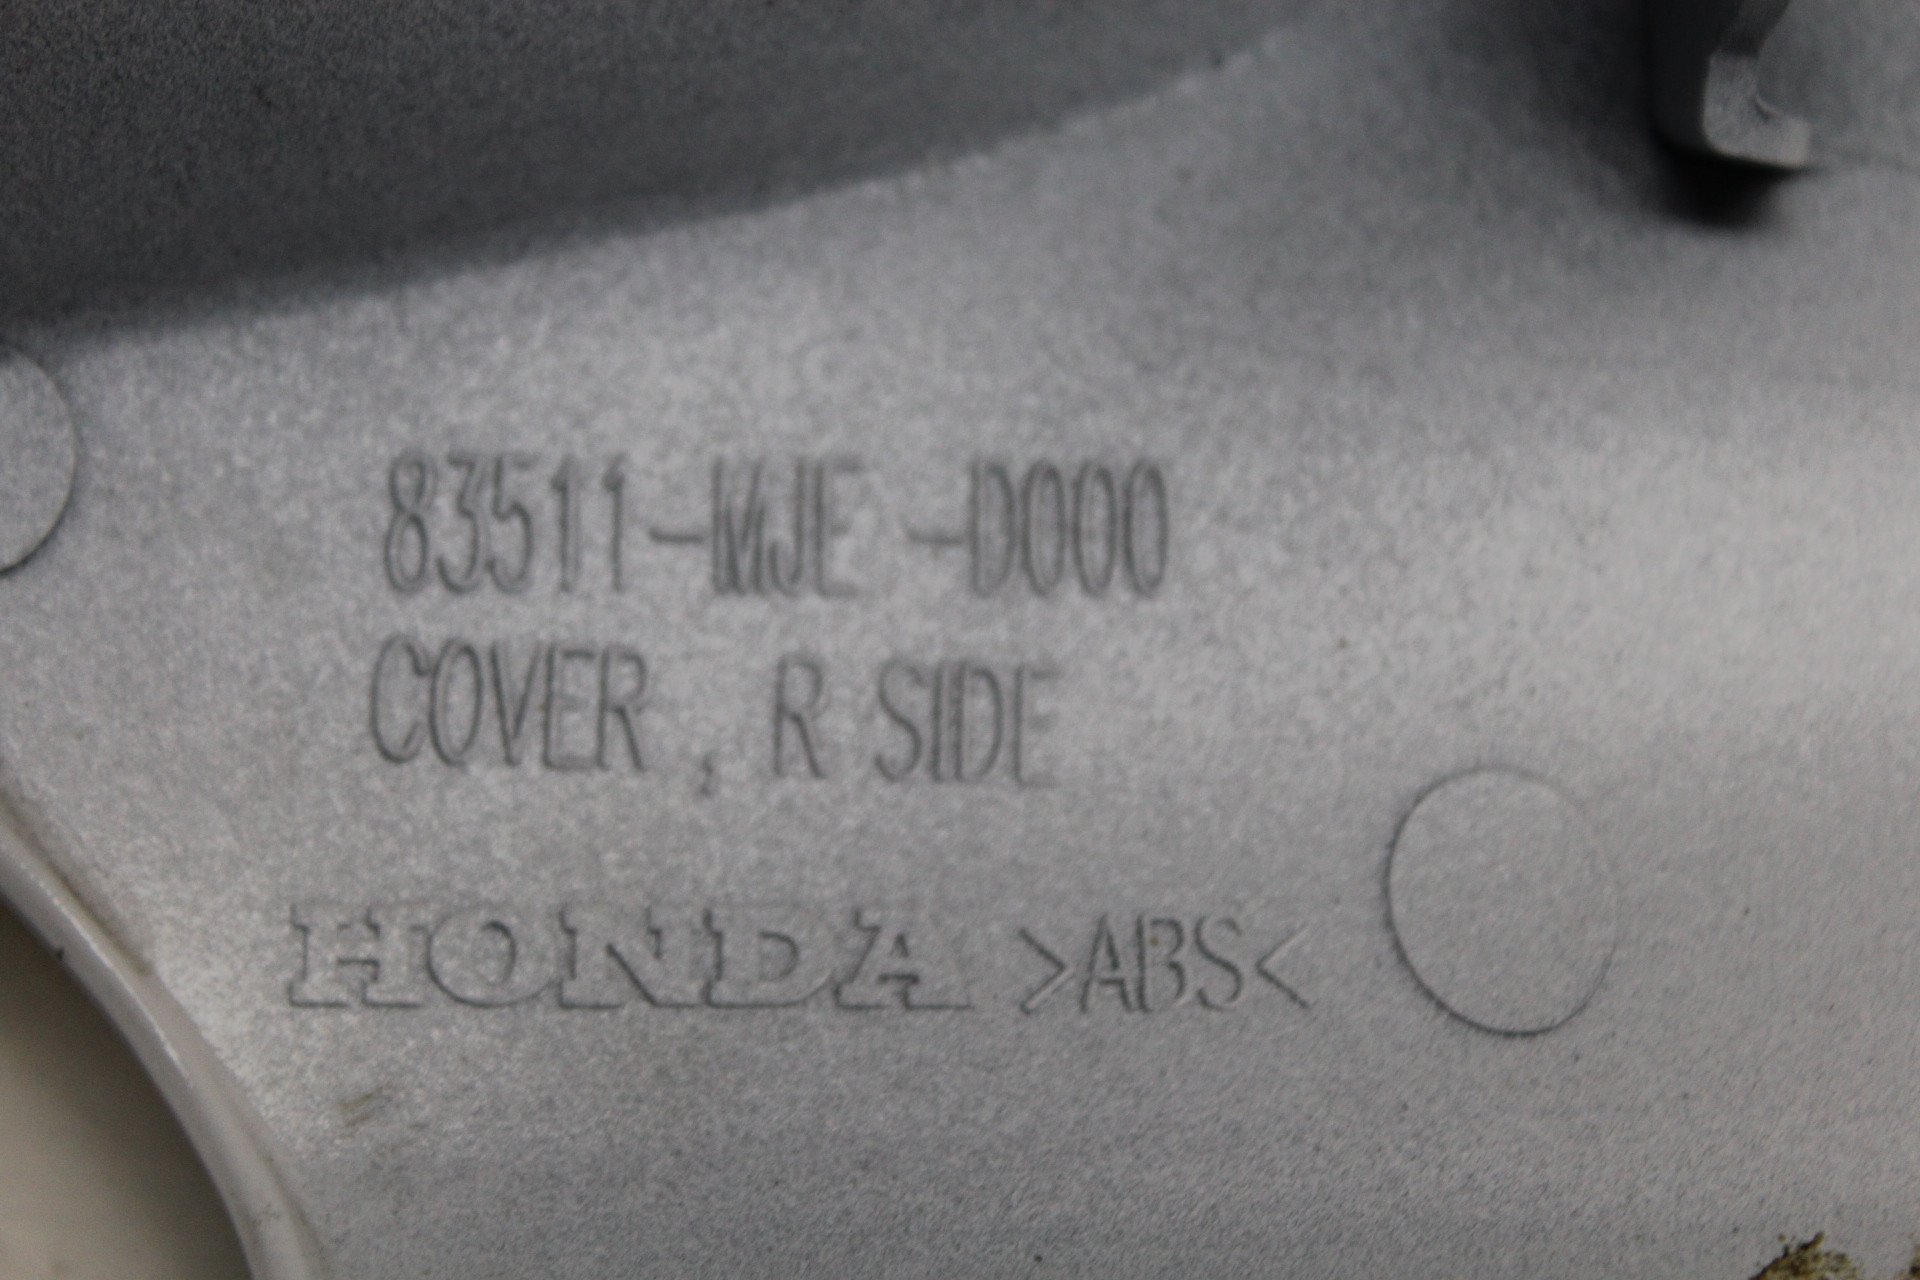 83511-MJE -D000
COVER , R SIDE
HONDA >ABS<